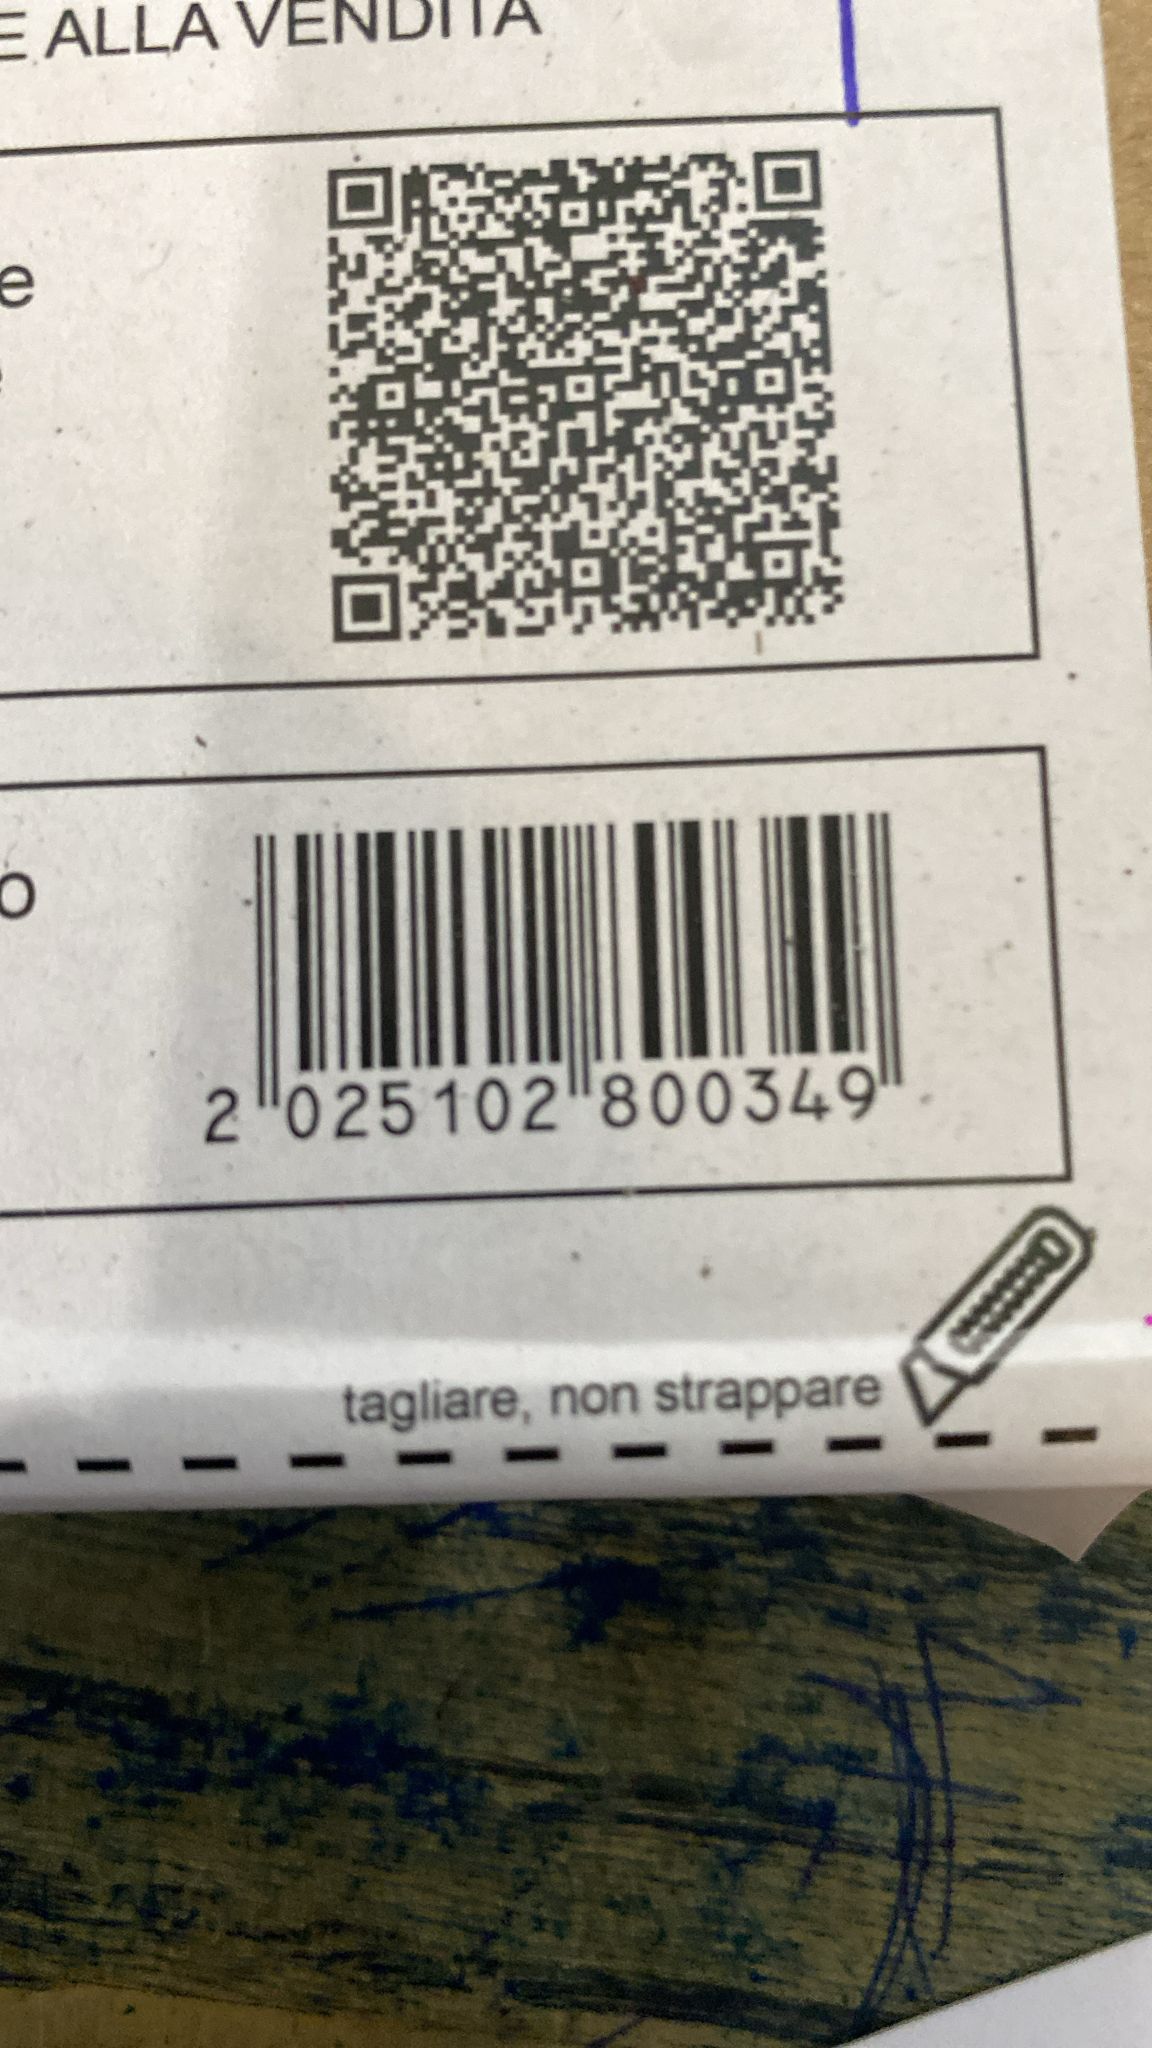 E ALLA VENDITA
e
o
2 025102 800349
tagliare, non strappare